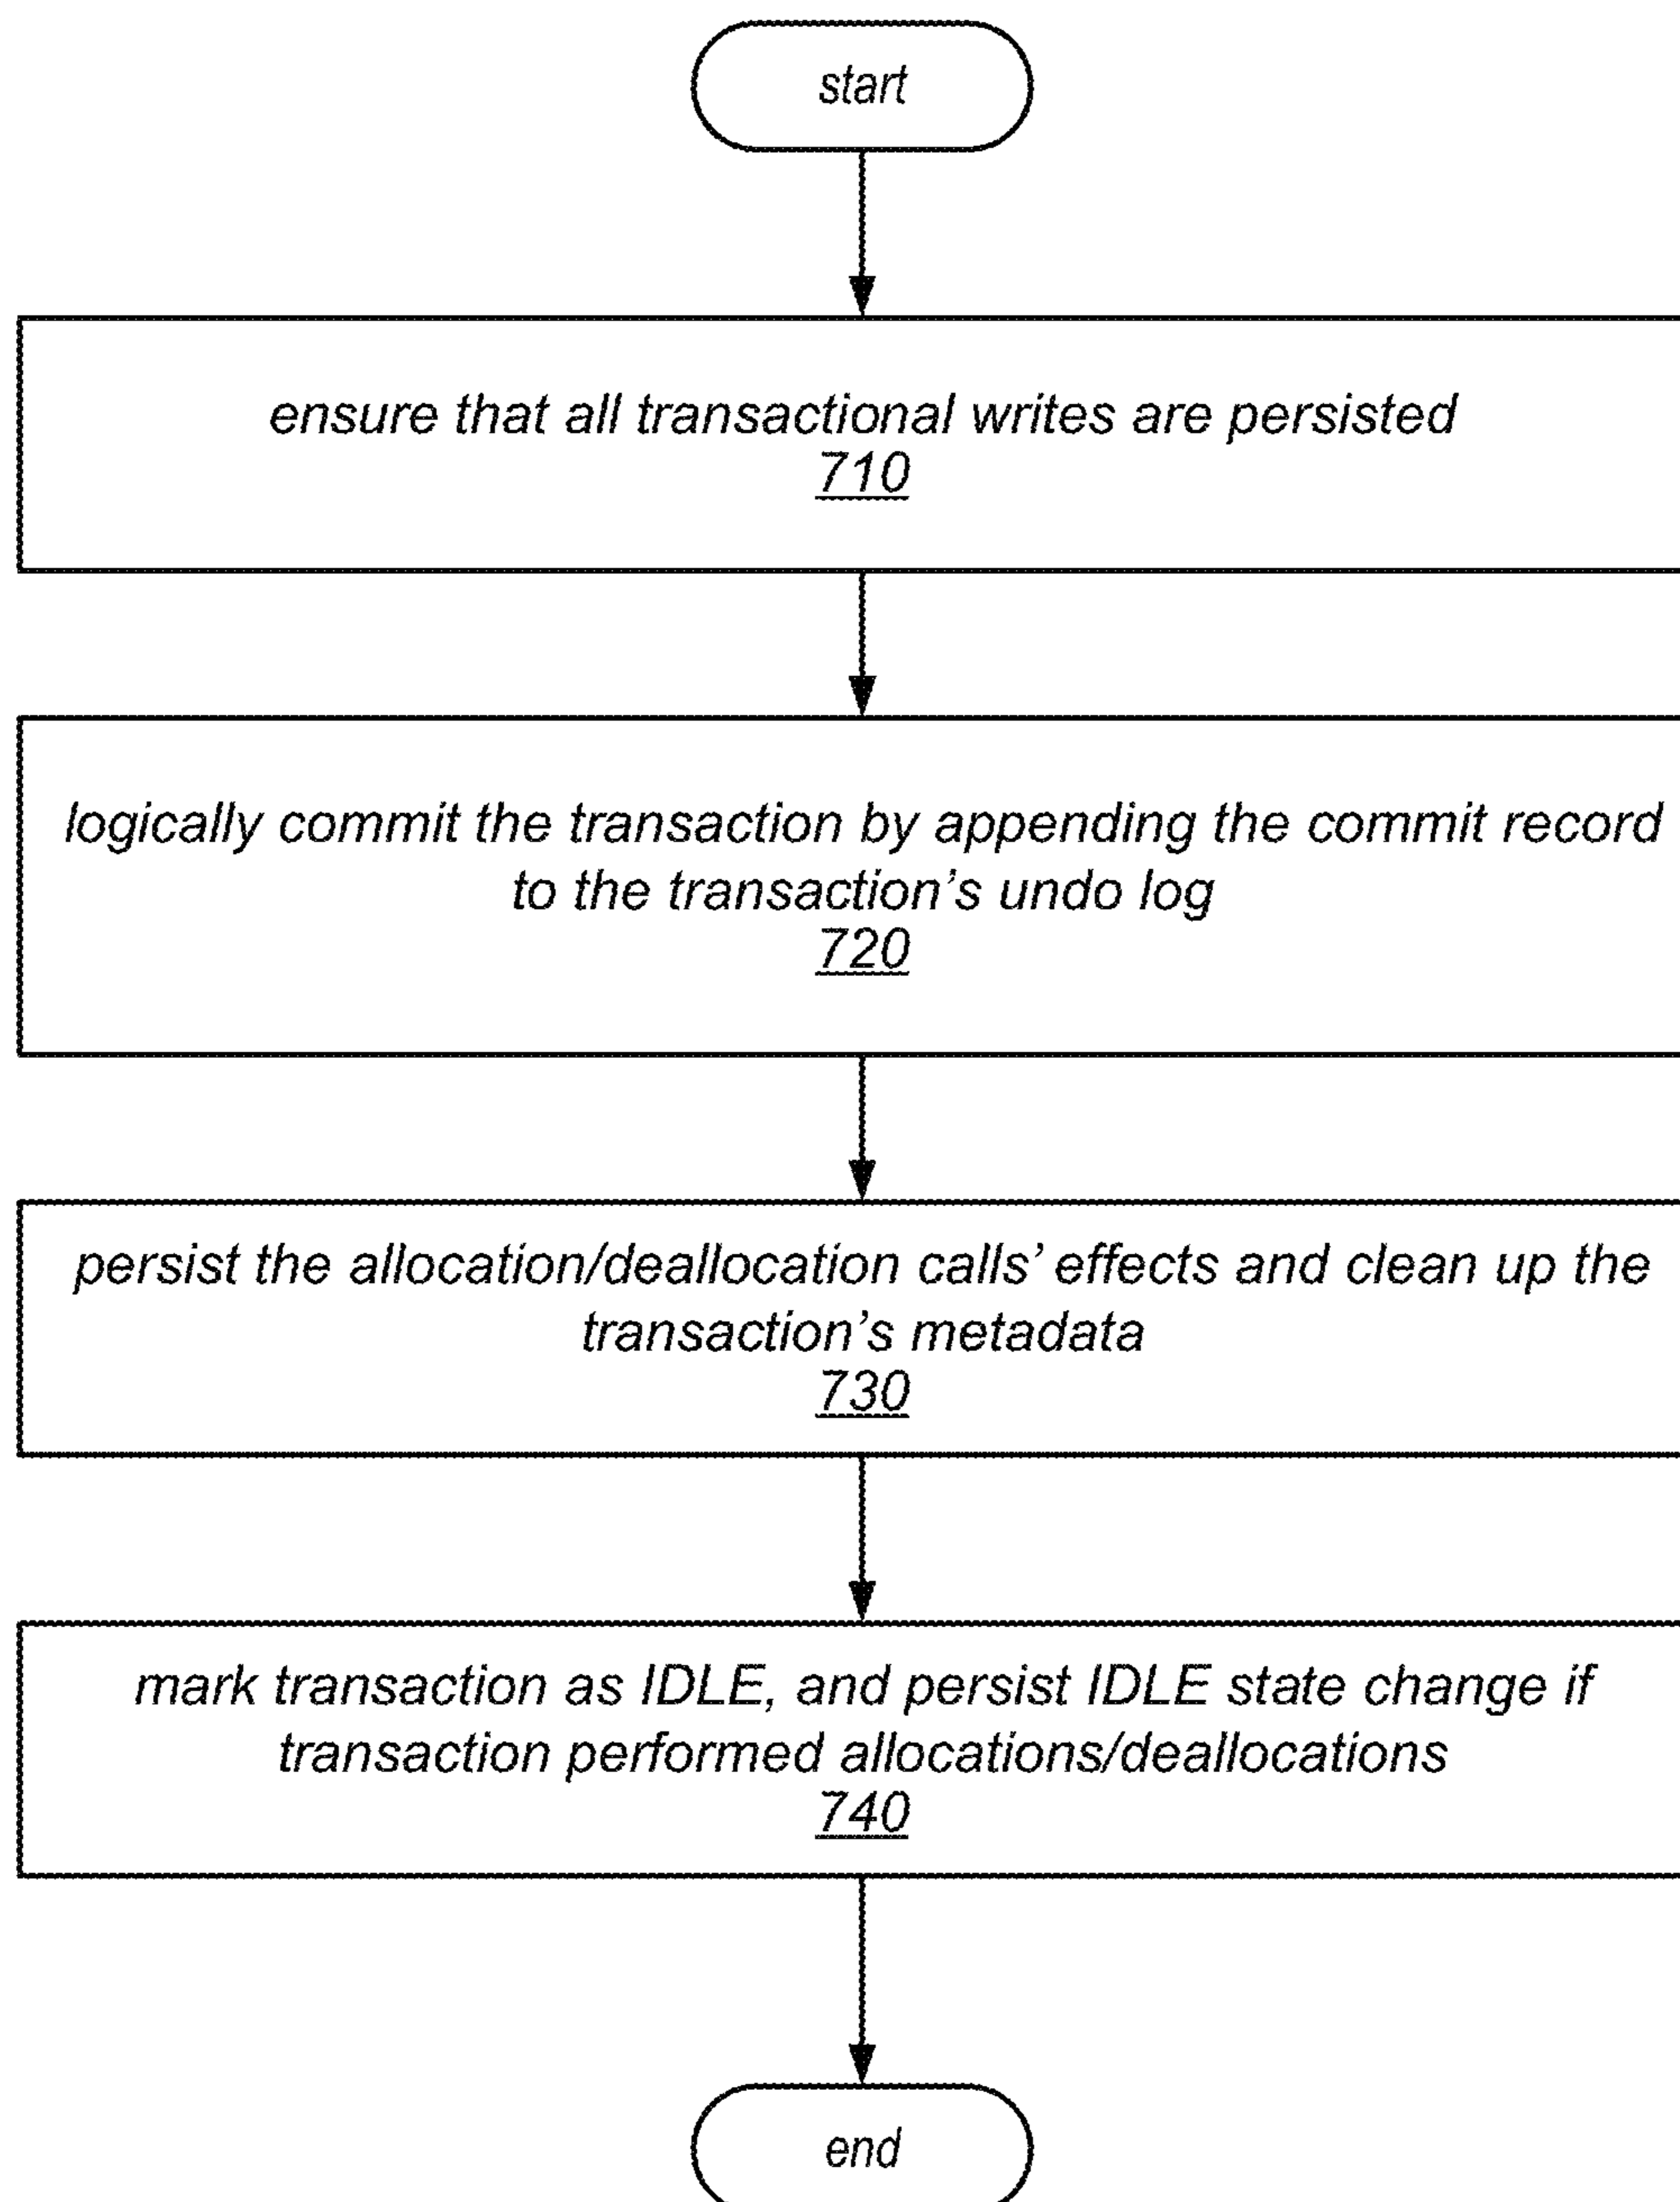 start
ensure that all transactional writes are persisted
710
logically commit the transaction by appending the commit record
to the transaction’s undo log
720
persist the allocation/deallocation calls’ effects and clean up the
transaction’s metadata
730
mark transaction as IDLE, and persist IDLE state change if
transaction performed allocations/deallocations
740
end